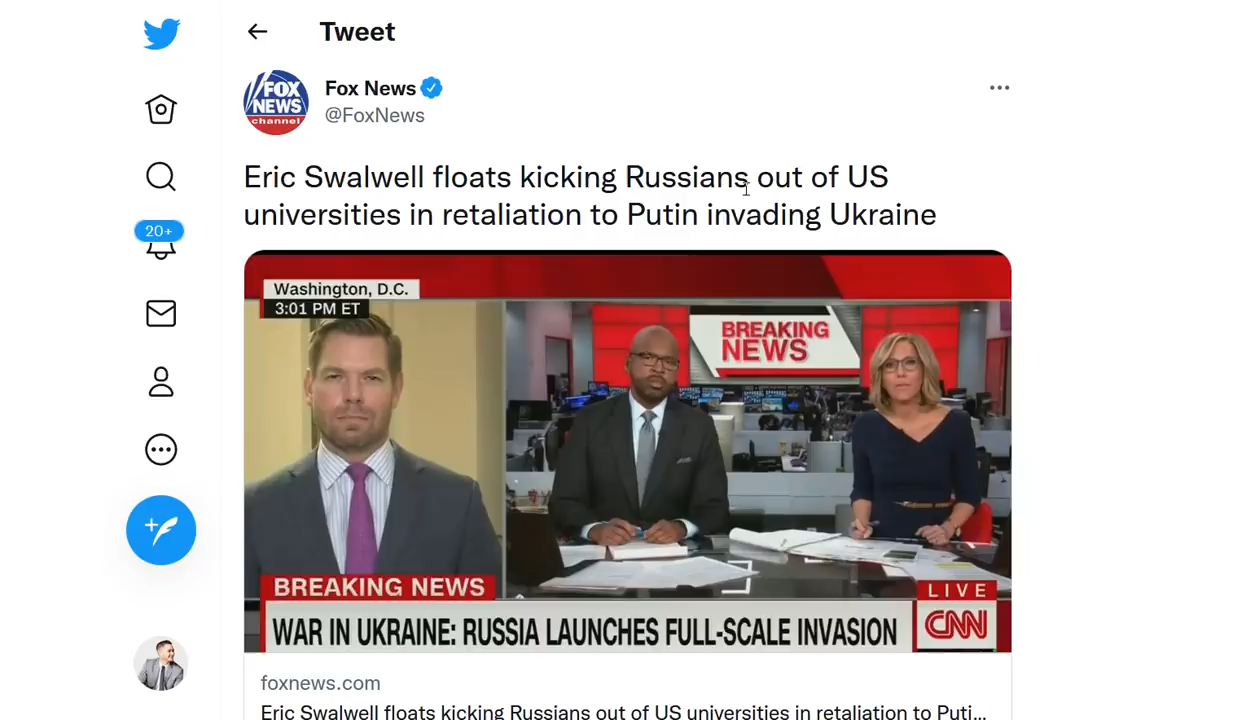 Tweet
FOX
NEWS
channel
Fox News
@FoxNews
Eric Swalwell floats kicking Russians out of US
universities in retaliation to Putin invading Ukraine
20+
Washington, D.C.
3:01 PM ET
BREAKING
NEWS
BREAKING NEWS
LIVE
WAR IN UKRAINE: RUSSIA LAUNCHES FULL-SCALE INVASION
CNN
foxnews.com
Eric Swalwell floats kicking Russians out of US universities in retaliation to Puti...